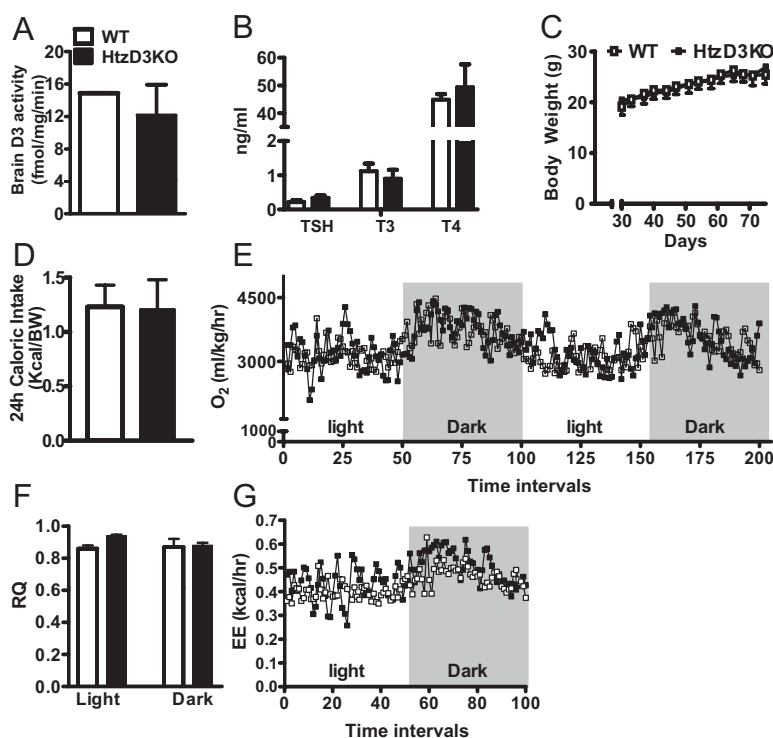 A
WT
HtzD3KO
Brain D3 activity
(fmol/mg/min)
20
16
12
8
4
0
B
ng/ml
60
50
40
2
1
0
TSH T3 T4
C
WT HtzD3KO
Body Weight (g)
30
20
10
0
30 40 50 60 70
Days
D
24h Caloric Intake
(Kcal/BW)
1.5
1.0
0.5
0.0
E
O2 (ml/kg/hr)
4500
3000
1000
0
light Dark light Dark
0 25 50 75 100 125 150 175 200
Time intervals
F
RQ
1.0
0.8
0.6
0.4
0.2
0.0
Light Dark
G
EE (kcal/hr)
0.7
0.6
0.5
0.4
0.3
0.2
0.1
0.0
light Dark
0 20 40 60 80 100
Time intervals